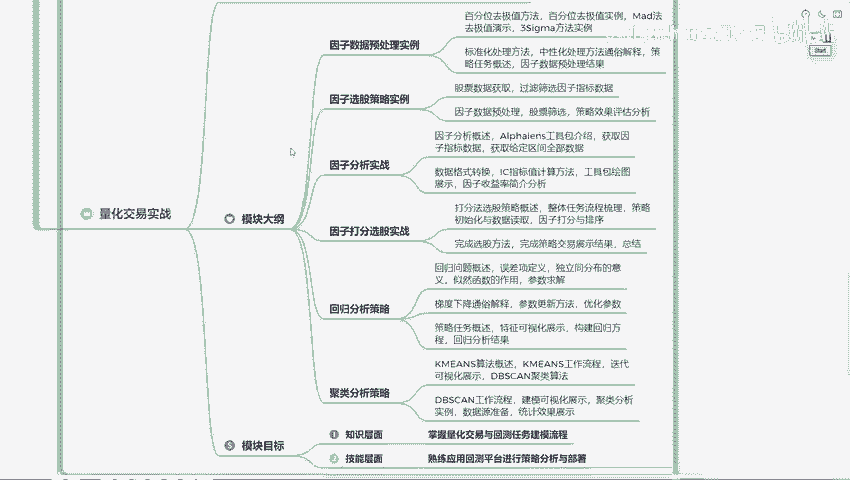 百分位去极值方法，百分位去极值实例，Mad法
去极值演示，3Sigma方法实例
因子数据预处理实例
标准化处理方法，中性化处理方法通俗解释，策
略任务概述，因子数据预处理结果
股票数据获取，过滤筛选因子指标数据
因子选股策略实例
因子数据预处理，股票筛选，策略效果评估分析
因子分析概述，Alphalens工具包介绍，获取因
子指标数据，获取给定区间全部数据
因子分析实战
数据格式转换，IC指标值计算方法，工具包绘图
展示，因子收益率简介分析
打分法选股策略概述，整体任务流程梳理，策略
初始化与数据读取，因子打分与排序
因子打分选股实战
完成选股方法，完成策略交易展示结果，总结
量化交易实战
模块大纲
回归问题概述，误差项定义，独立同分布的意
义，似然函数的作用，参数求解
回归分析策略
梯度下降通俗解释，参数更新方法，优化参数
策略任务概述，特征可视化展示，构建回归方
程，回归分析结果
KMEANS算法概述，KMEANS工作流程，迭代
可视化展示，DBSCAN聚类算法
聚类分析策略
DBSCAN工作流程，建模可视化展示，聚类分析
实例，数据源准备，统计效果展示
模块目标
1 知识层面 掌握量化交易与回测任务建模流程
2 技能层面 熟练应用回测平台进行策略分析与部署
Start